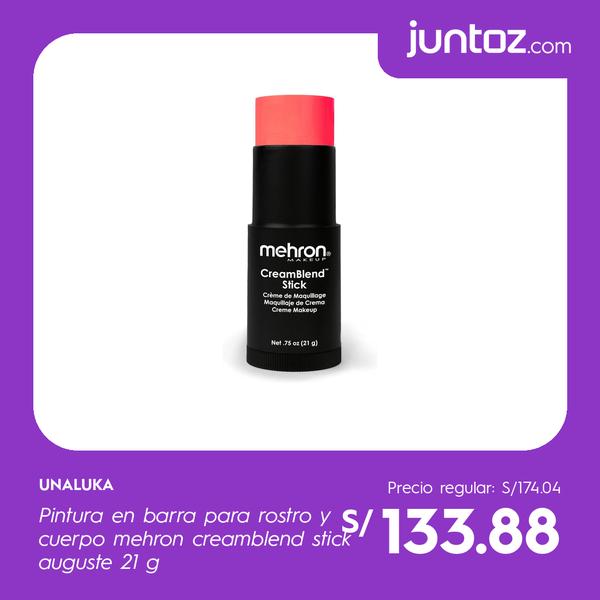 juntoz.com
mehron®
MAKEUP
CreamBlend™
Stick
Crème de Maquillage
Maquillaje de Crema
Creme Makeup
Net .75 oz (21 g)
UNALUKA
Pintura en barra para rostro y
cuerpo mehron creamblend stick
auguste 21 g
Precio regular: S/174.04
S/133.88